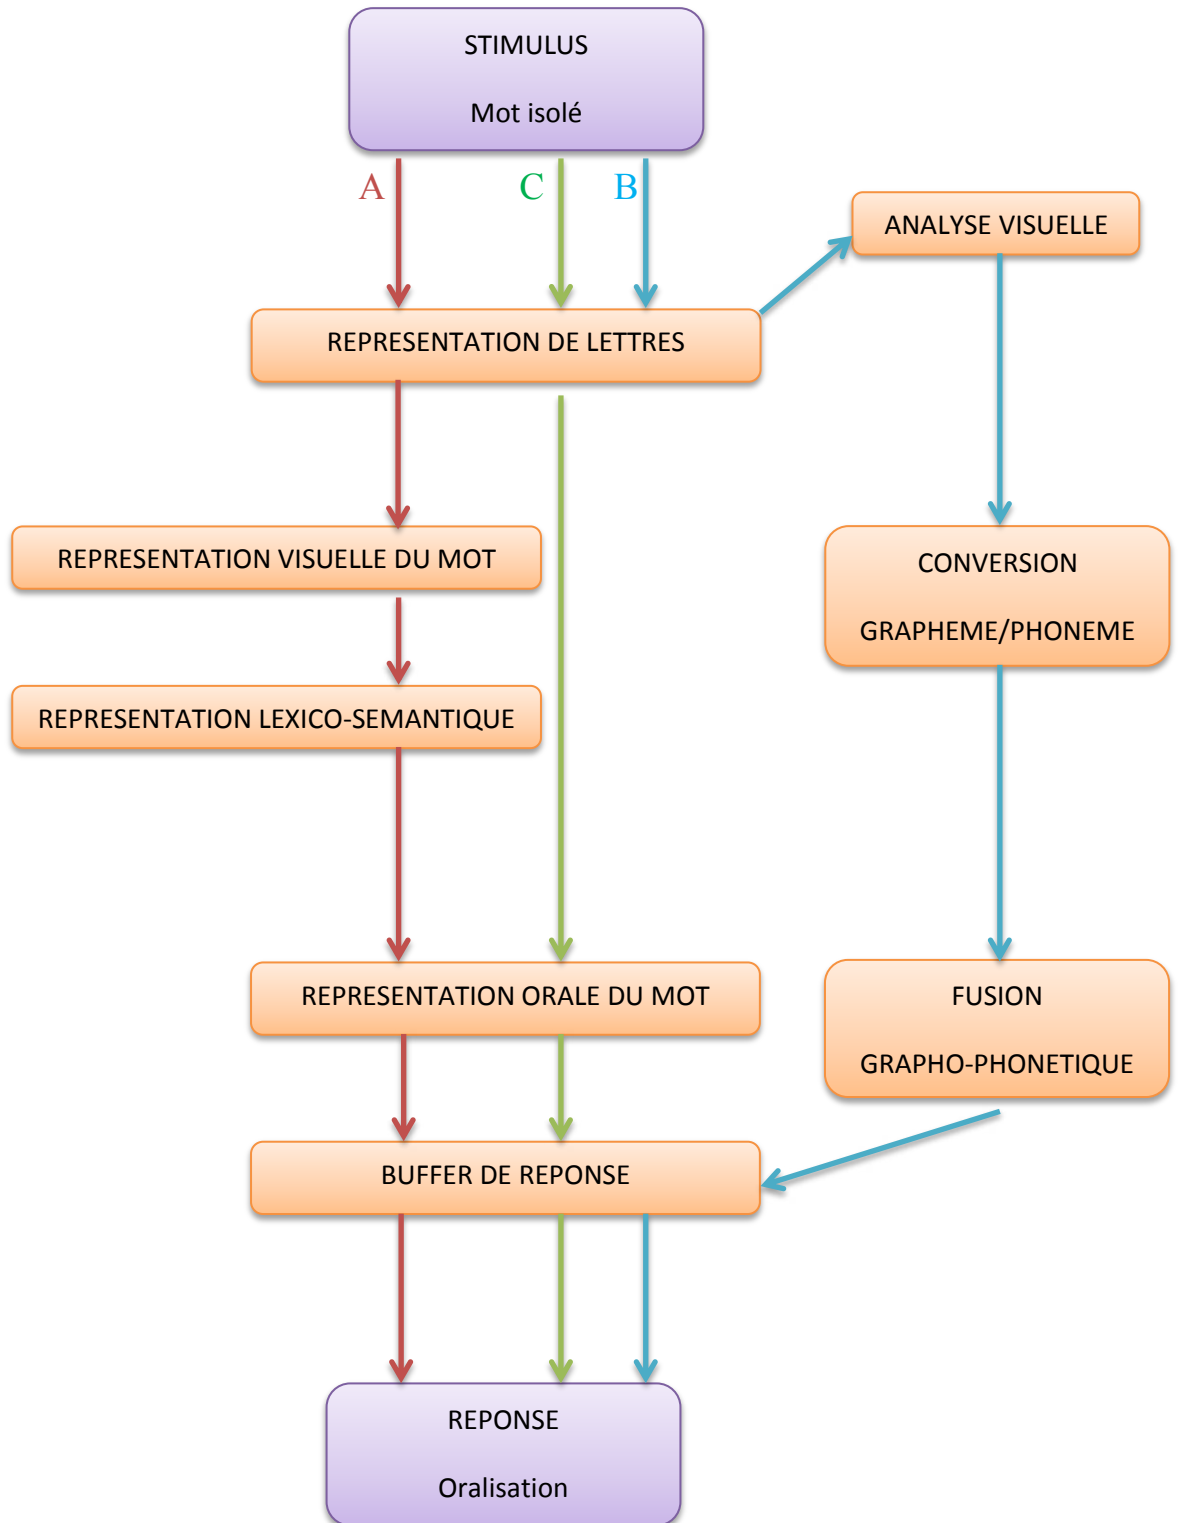 STIMULUS
Mot isolé
A
C
B
ANALYSE VISUELLE
REPRESENTATION DE LETTRES
REPRESENTATION VISUELLE DU MOT
CONVERSION
GRAPHEME/PHONEME
REPRESENTATION LEXICO-SEMANTIQUE
REPRESENTATION ORALE DU MOT
FUSION
GRAPHO-PHONETIQUE
BUFFER DE REPONSE
REPONSE
Oralisation